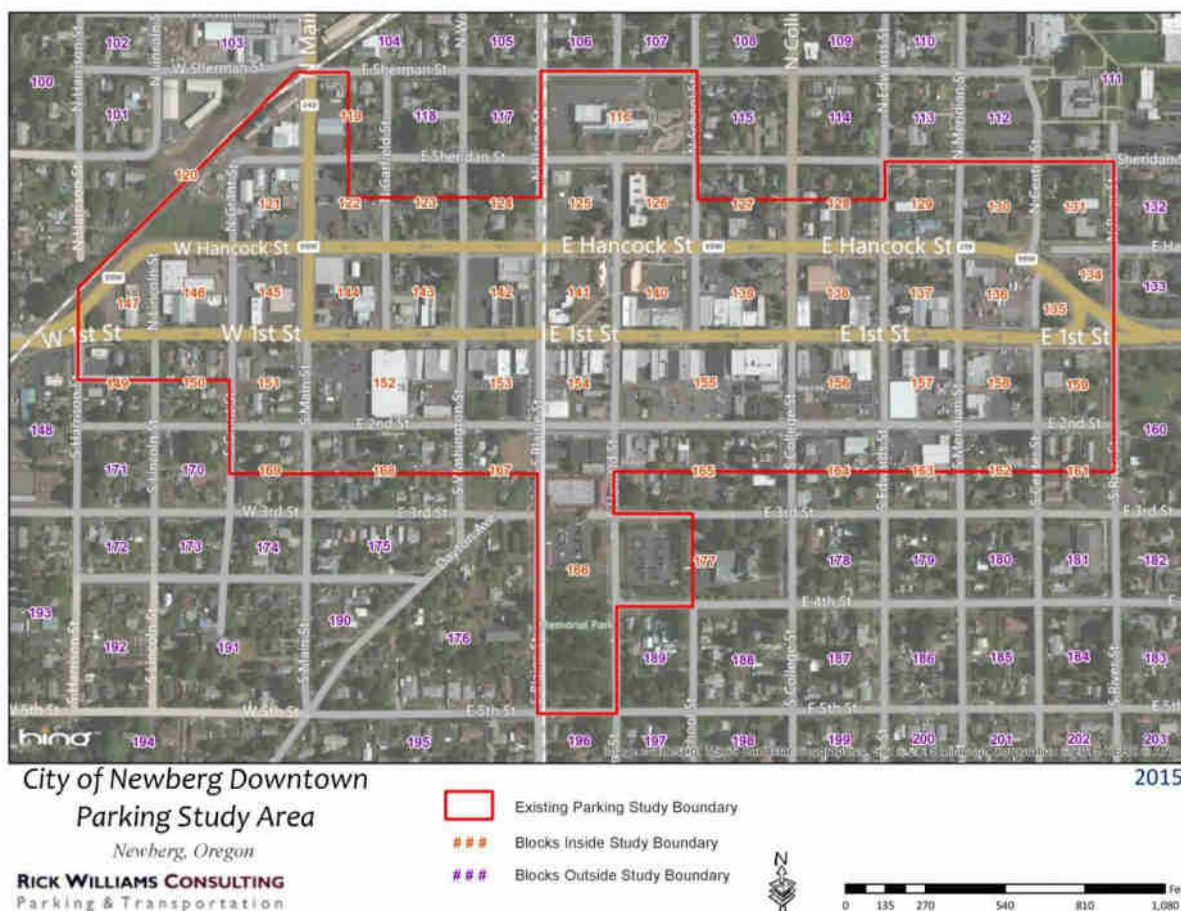 102
103
104
105
106
107
108
109
110
W Sherman St
E Sherman St
100
101
111
119
118
117
116
115
114
113
112
E Sheridan St
Sheridan S
120
121
122
123
124
125
126
127
128
129
130
131
132
W Hancock St
E Hancock St
E Hancock St
134
133
147
146
145
144
143
142
141
140
139
138
137
136
135
W 1st St
W 1st St
E 1st St
E 1st St
E 1st St
149
150
151
152
153
154
155
156
157
158
159
148
E 2nd St
E 2nd St
160
171
170
169
168
167
165
164
163
162
161
W 3rd St
E 3rd St
E 3rd St
E 3rd
172
173
174
175
Dayton Ave
166
177
178
179
180
181
182
E 4th St
193
192
191
190
176
Memorial Park
189
188
187
186
185
184
183
W 5th St
W 5th St
E 5th St
E 5th St
bing
194
195
196
197
198
199
200
201
202
203
City of Newberg Downtown
Parking Study Area
Newberg, Oregon
RICK WILLIAMS CONSULTING
Parking & Transportation
2015
Existing Parking Study Boundary
# # # Blocks Inside Study Boundary
# # # Blocks Outside Study Boundary
N
Fe
0 135 270 540 810 1,080